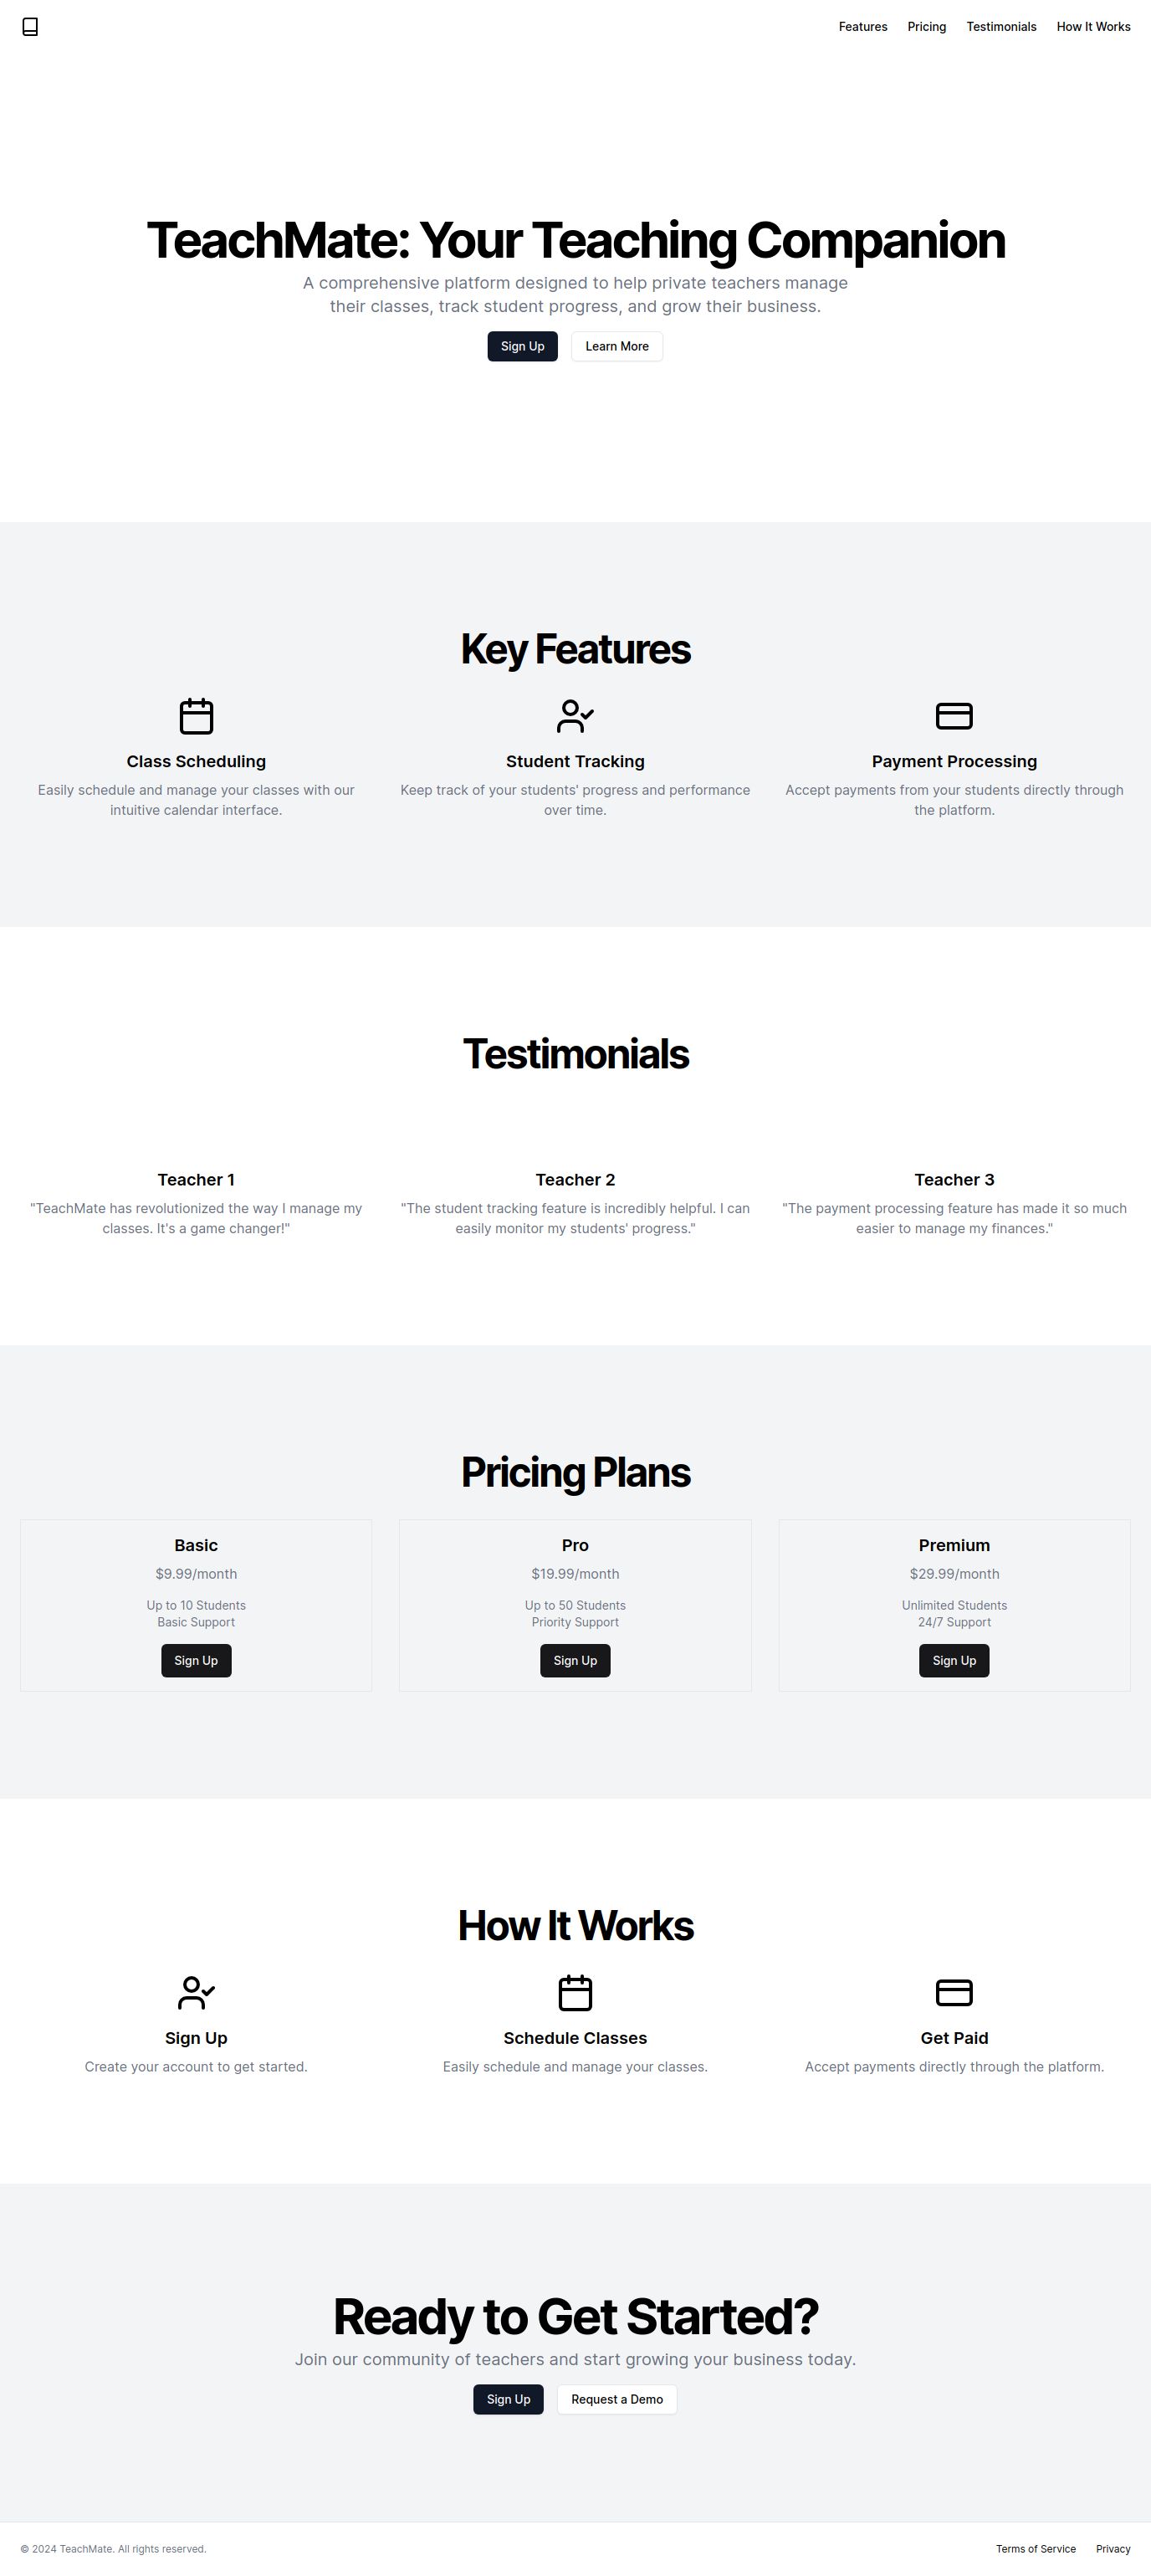 Features Pricing Testimonials How It Works
TeachMate: Your Teaching Companion
A comprehensive platform designed to help private teachers manage
their classes, track student progress, and grow their business.
Sign Up Learn More
Key Features
Class Scheduling
Easily schedule and manage your classes with our
intuitive calendar interface.
Student Tracking
Keep track of your students' progress and performance
over time.
Payment Processing
Accept payments from your students directly through
the platform.
Testimonials
Teacher 1
"TeachMate has revolutionized the way I manage my
classes. It's a game changer!"
Teacher 2
"The student tracking feature is incredibly helpful. I can
easily monitor my students' progress."
Teacher 3
"The payment processing feature has made it so much
easier to manage my finances."
Pricing Plans
Basic
$9.99/month
Up to 10 Students
Basic Support
Sign Up
Pro
$19.99/month
Up to 50 Students
Priority Support
Sign Up
Premium
$29.99/month
Unlimited Students
24/7 Support
Sign Up
How It Works
Sign Up
Create your account to get started.
Schedule Classes
Easily schedule and manage your classes.
Get Paid
Accept payments directly through the platform.
Ready to Get Started?
Join our community of teachers and start growing your business today.
Sign Up Request a Demo
© 2024 TeachMate. All rights reserved.
Terms of Service Privacy